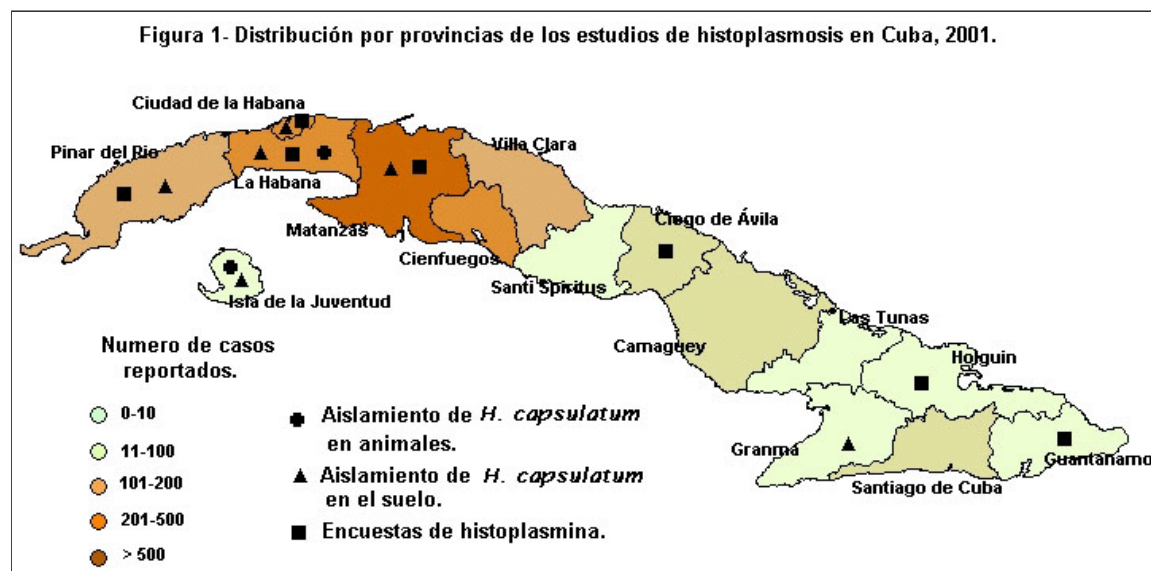 Figura 1- Distribución por provincias de los estudios de histoplasmosis en Cuba, 2001.
Ciudad de la Habana
Pinar del Rio
La Habana
Villa Clara
Matanzas
Cienfuegos
Ciego de Ávila
Santi Spiritus
Isla de la Juventud
Las Tunas
Camaguey
Holguin
Granma
Guantanamo
Santiago de Cuba
Numero de casos
reportados.
0-10
11-100
101-200
201-500
> 500
Aislamiento de H. capsulatum
en animales.
Aislamiento de H. capsulatum
en el suelo.
Encuestas de histoplasmina.